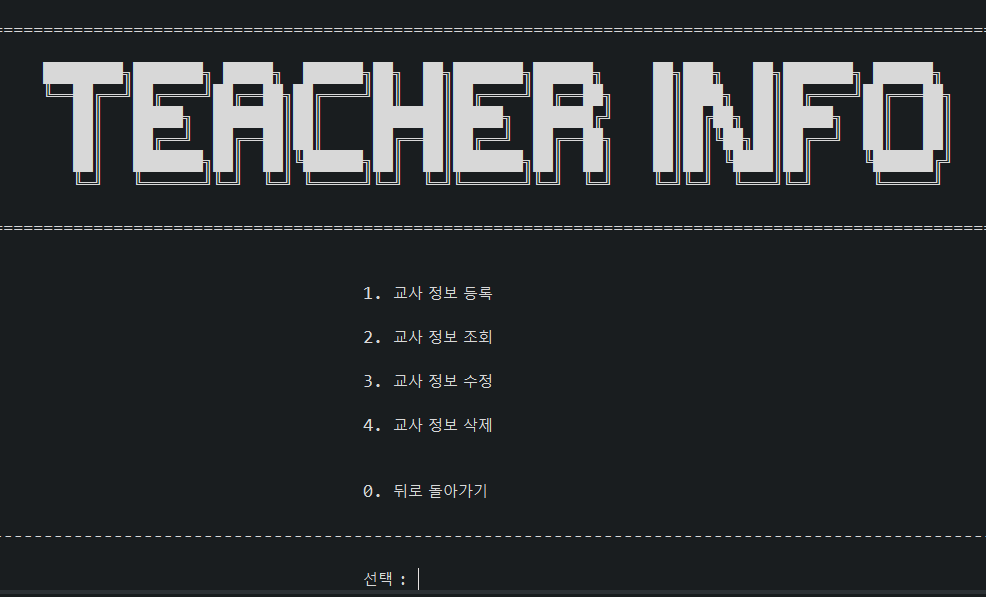 TEACHER INFO
1. 교사 정보 등록
2. 교사 정보 조회
3. 교사 정보 수정
4. 교사 정보 삭제
0. 뒤로 돌아가기
선택 :